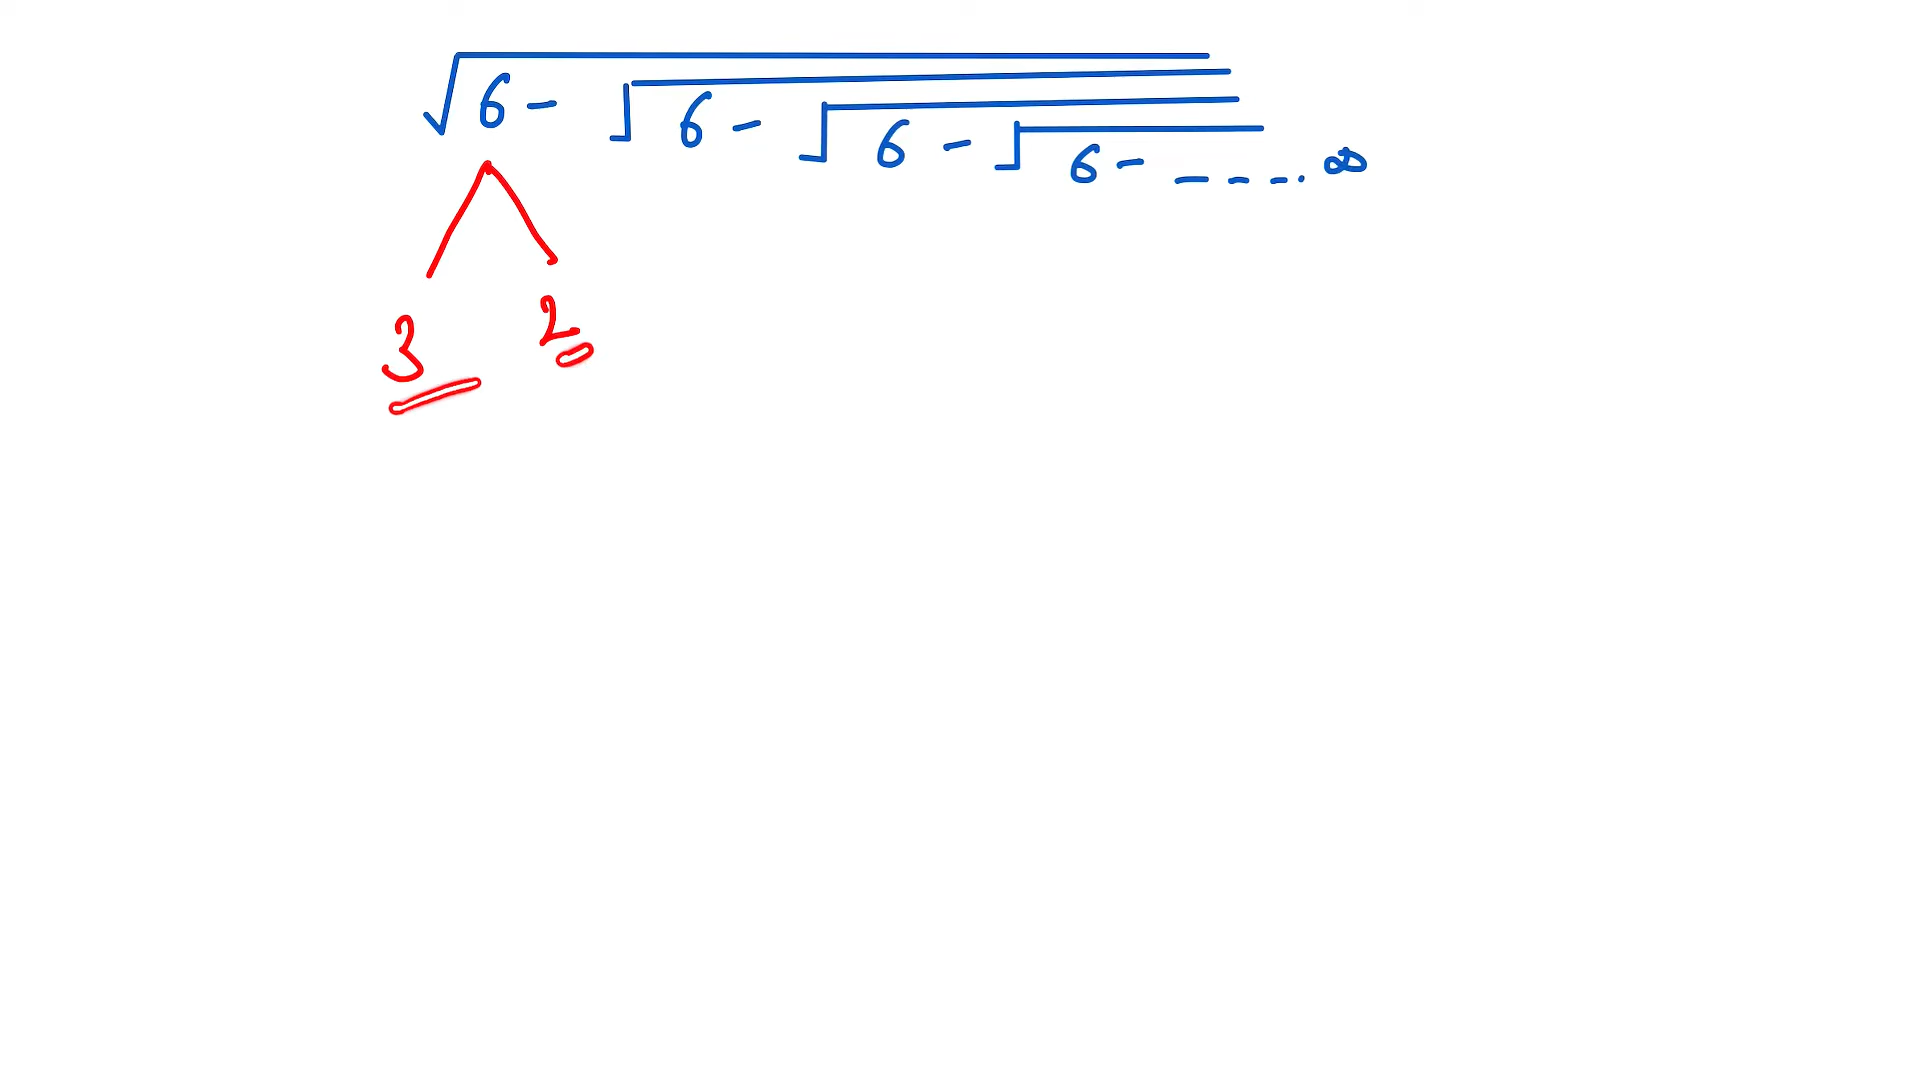 √6 - √6 - √6 - √6 - _ _ _ . ∞
3 2